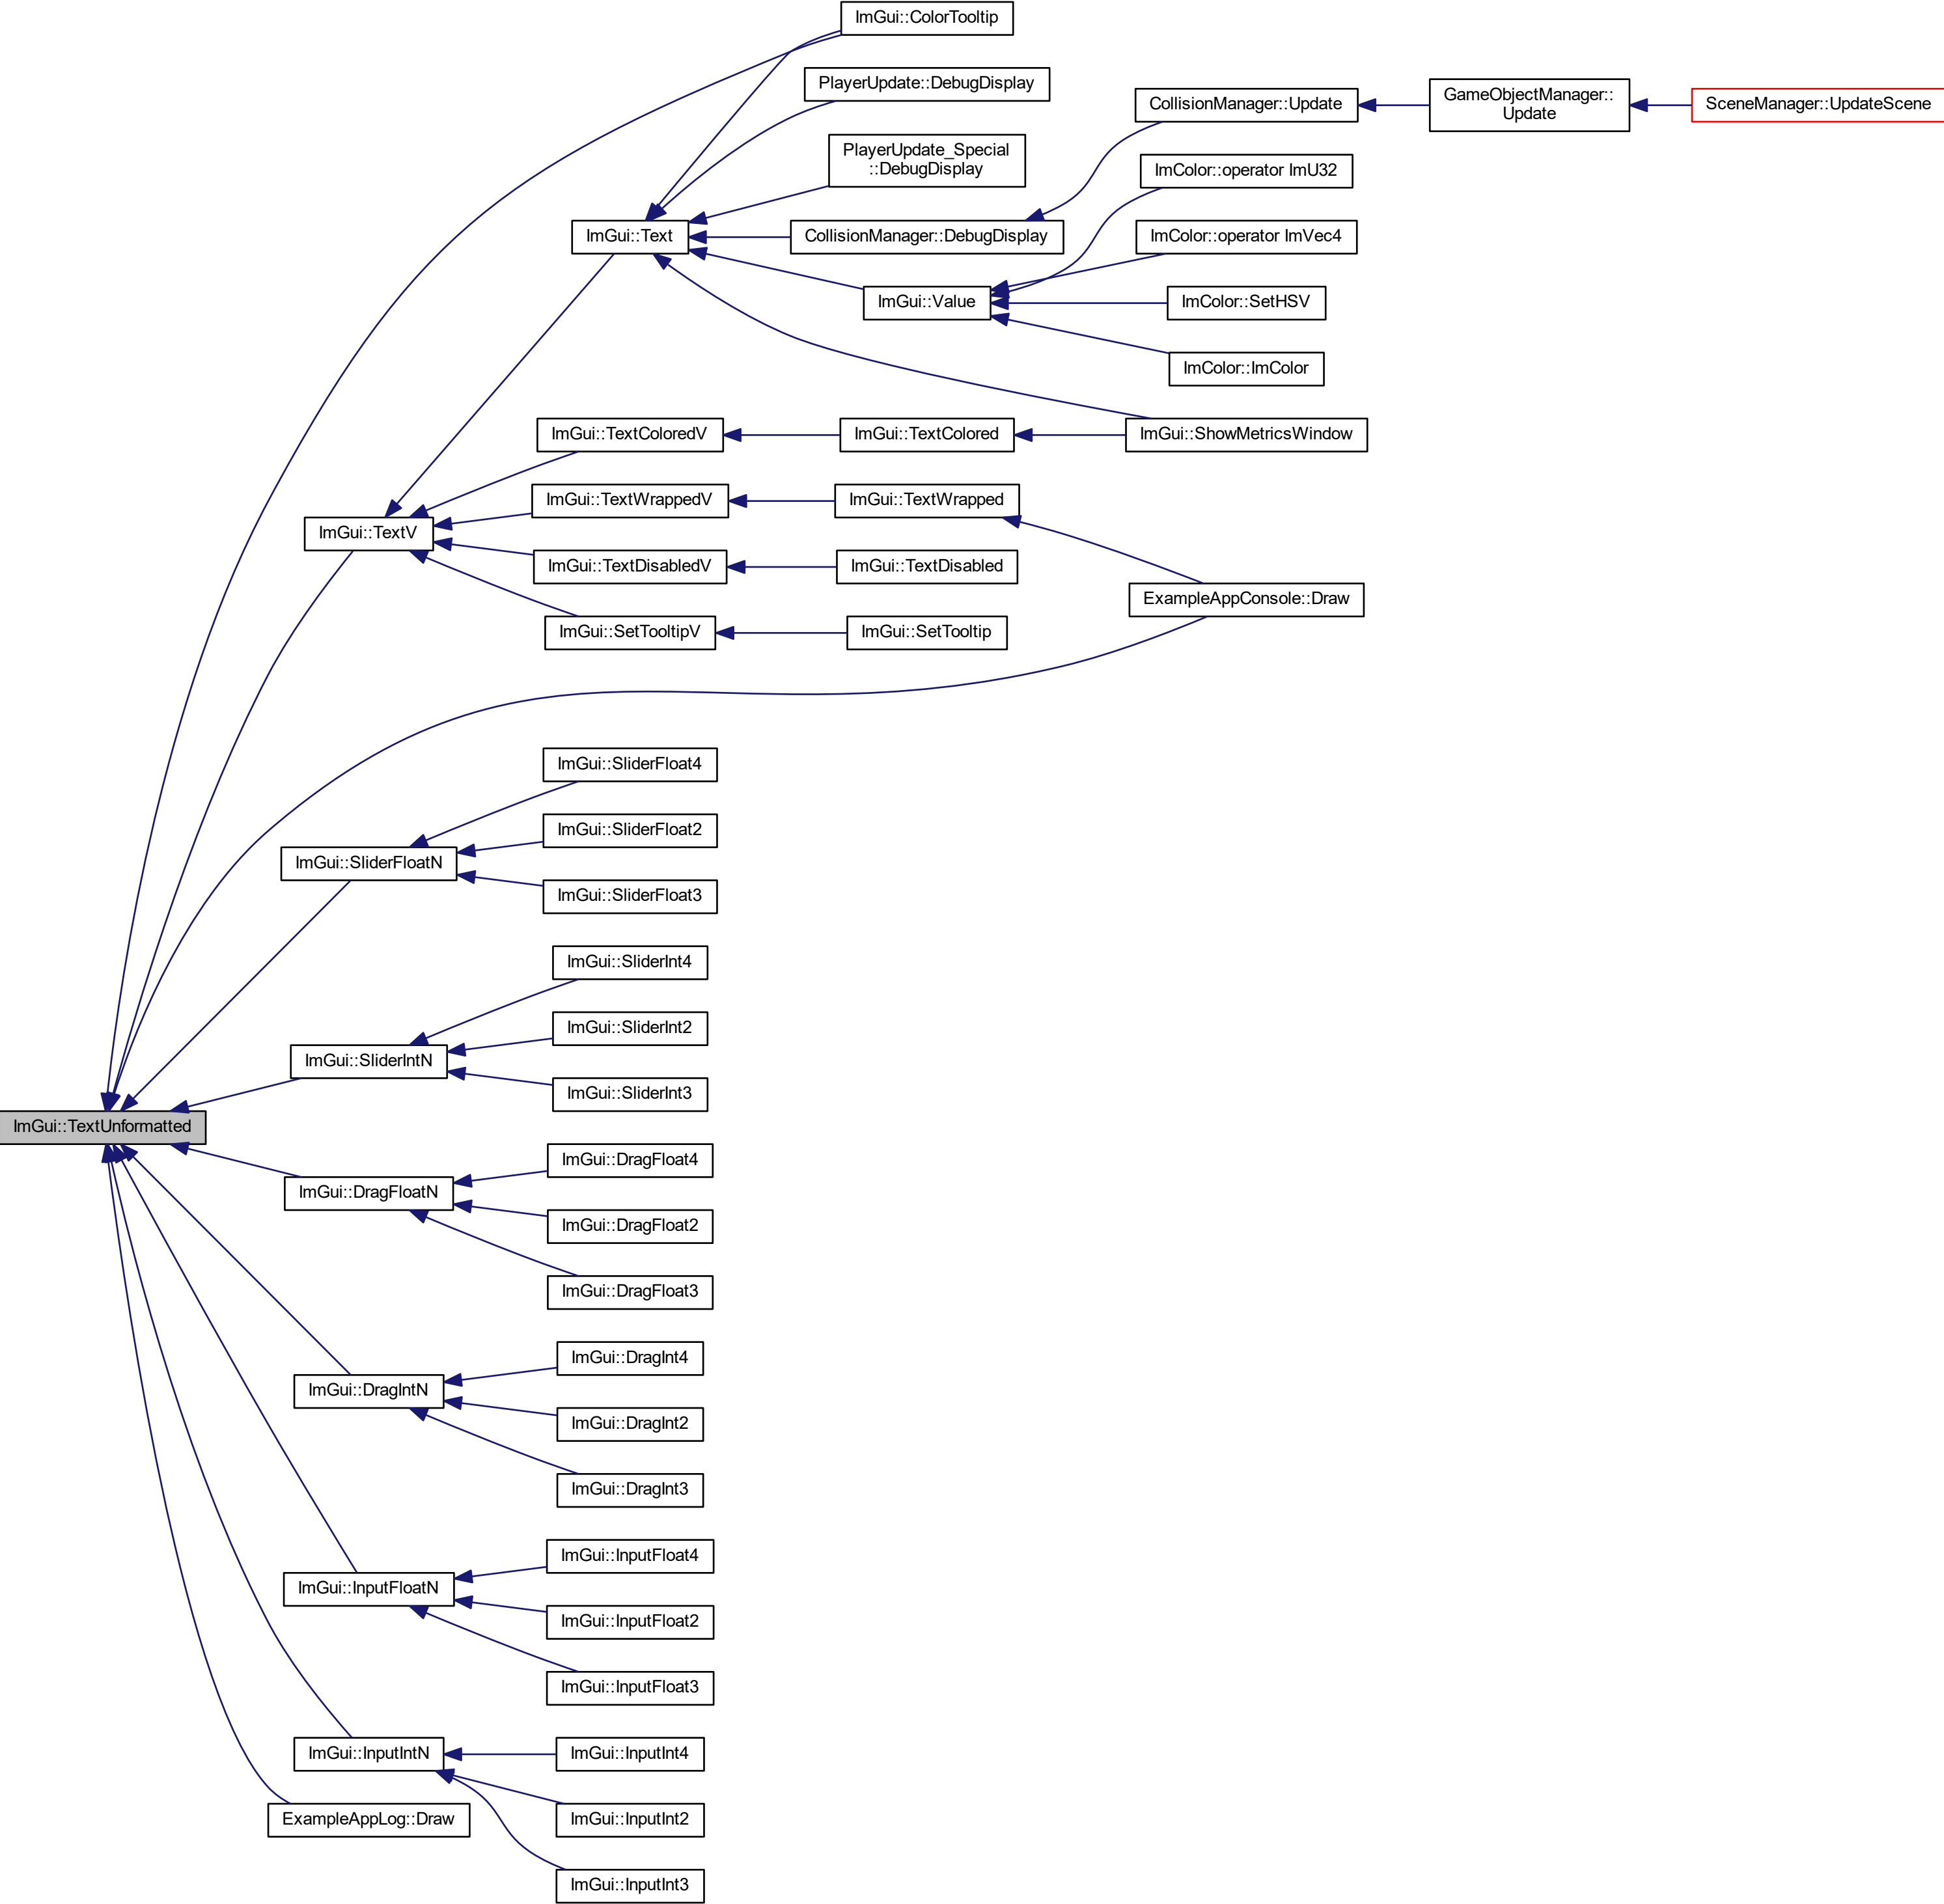 ImGui::ColorTooltip
PlayerUpdate::DebugDisplay
CollisionManager::Update
GameObjectManager::
Update
SceneManager::UpdateScene
PlayerUpdate_Special
::DebugDisplay
ImColor::operator ImU32
ImGui::Text
CollisionManager::DebugDisplay
ImColor::operator ImVec4
ImGui::Value
ImColor::SetHSV
ImColor::ImColor
ImGui::TextColoredV
ImGui::TextColored
ImGui::ShowMetricsWindow
ImGui::TextWrappedV
ImGui::TextWrapped
ImGui::TextV
ImGui::TextDisabledV
ImGui::TextDisabled
ExampleAppConsole::Draw
ImGui::SetTooltipV
ImGui::SetTooltip
ImGui::SliderFloat4
ImGui::SliderFloat2
ImGui::SliderFloatN
ImGui::SliderFloat3
ImGui::SliderInt4
ImGui::SliderInt2
ImGui::SliderIntN
ImGui::SliderInt3
ImGui::TextUnformatted
ImGui::DragFloat4
ImGui::DragFloatN
ImGui::DragFloat2
ImGui::DragFloat3
ImGui::DragInt4
ImGui::DragIntN
ImGui::DragInt2
ImGui::DragInt3
ImGui::InputFloat4
ImGui::InputFloatN
ImGui::InputFloat2
ImGui::InputFloat3
ImGui::InputIntN
ImGui::InputInt4
ExampleAppLog::Draw
ImGui::InputInt2
ImGui::InputInt3